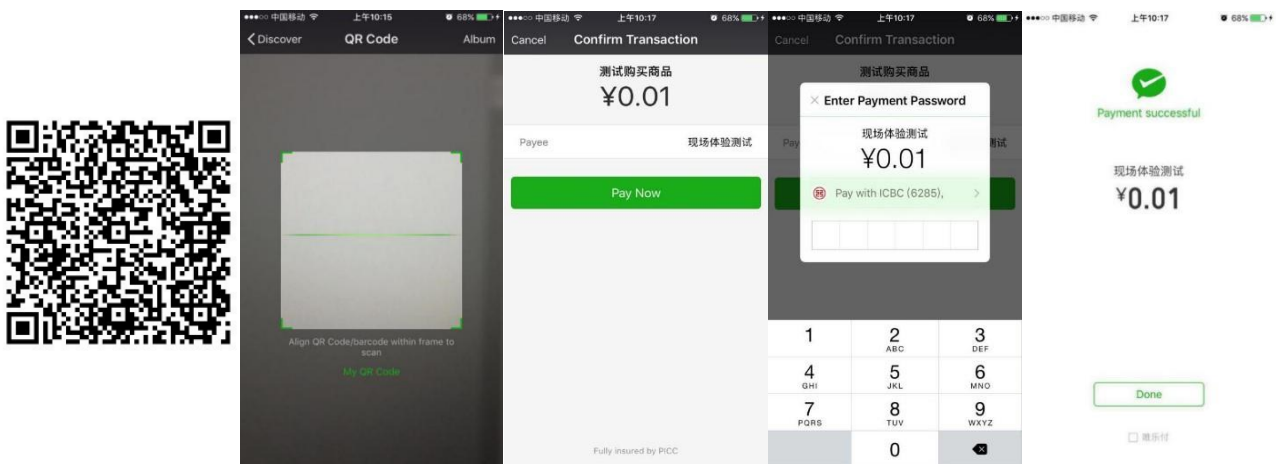 中国移动 上午10:15 68%
Discover QR Code Album
Align QR Code/barcode within frame to
scan
My QR Code
中国移动 上午10:17 68%
Cancel Confirm Transaction
测试购买商品
¥0.01
Payee 现场体验测试
Pay Now
Fully insured by PICC
中国移动 上午10:17 68%
Cancel Confirm Transaction
测试购买商品
Enter Payment Password
现场体验测试
¥0.01
Pay 测试
Pay with ICBC (6285),
1 2 3
ABC DEF
4 5 6
GHI JKL MNO
7 8 9
PQRS TUV WXYZ
0
中国移动 上午10:17 68%
Payment successful
现场体验测试
¥0.01
Done